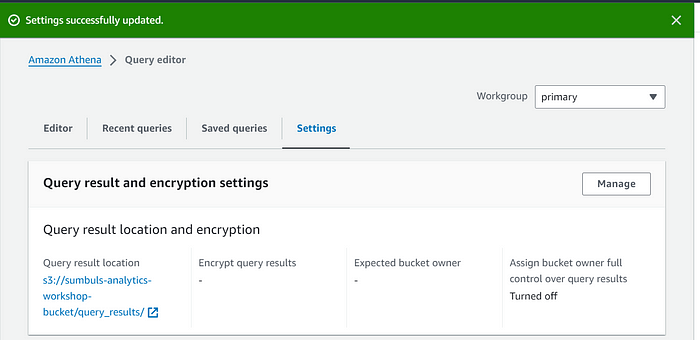 Settings successfully updated.
Amazon Athena > Query editor
Workgroup primary
Editor Recent queries Saved queries Settings
Query result and encryption settings
Manage
Query result location and encryption
Query result location
s3://sumbuls-analytics-
workshop-
bucket/query_results/
Encrypt query results
-
Expected bucket owner
-
Assign bucket owner full
control over query results
Turned off